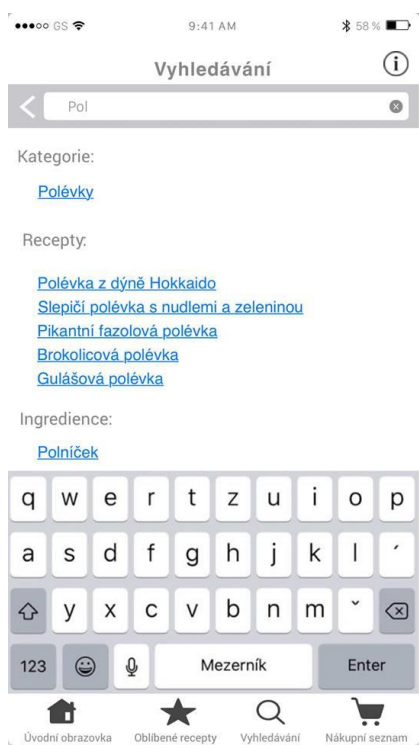 GS 9:41 AM 58 %
Vyhledávání
Pol
Kategorie:
Polévky
Recepty:
Polévka z dýně Hokkaido
Slepičí polévka s nudlemi a zeleninou
Pikantní fazolová polévka
Brokolicová polévka
Gulášová polévka
Ingredience:
Polníček
q w e r t z u i o p
a s d f g h j k l ´
y x c v b n m ˇ
123 Mezerník Enter
Úvodní obrazovka Oblíbené recepty Vyhledávání Nákupní seznam